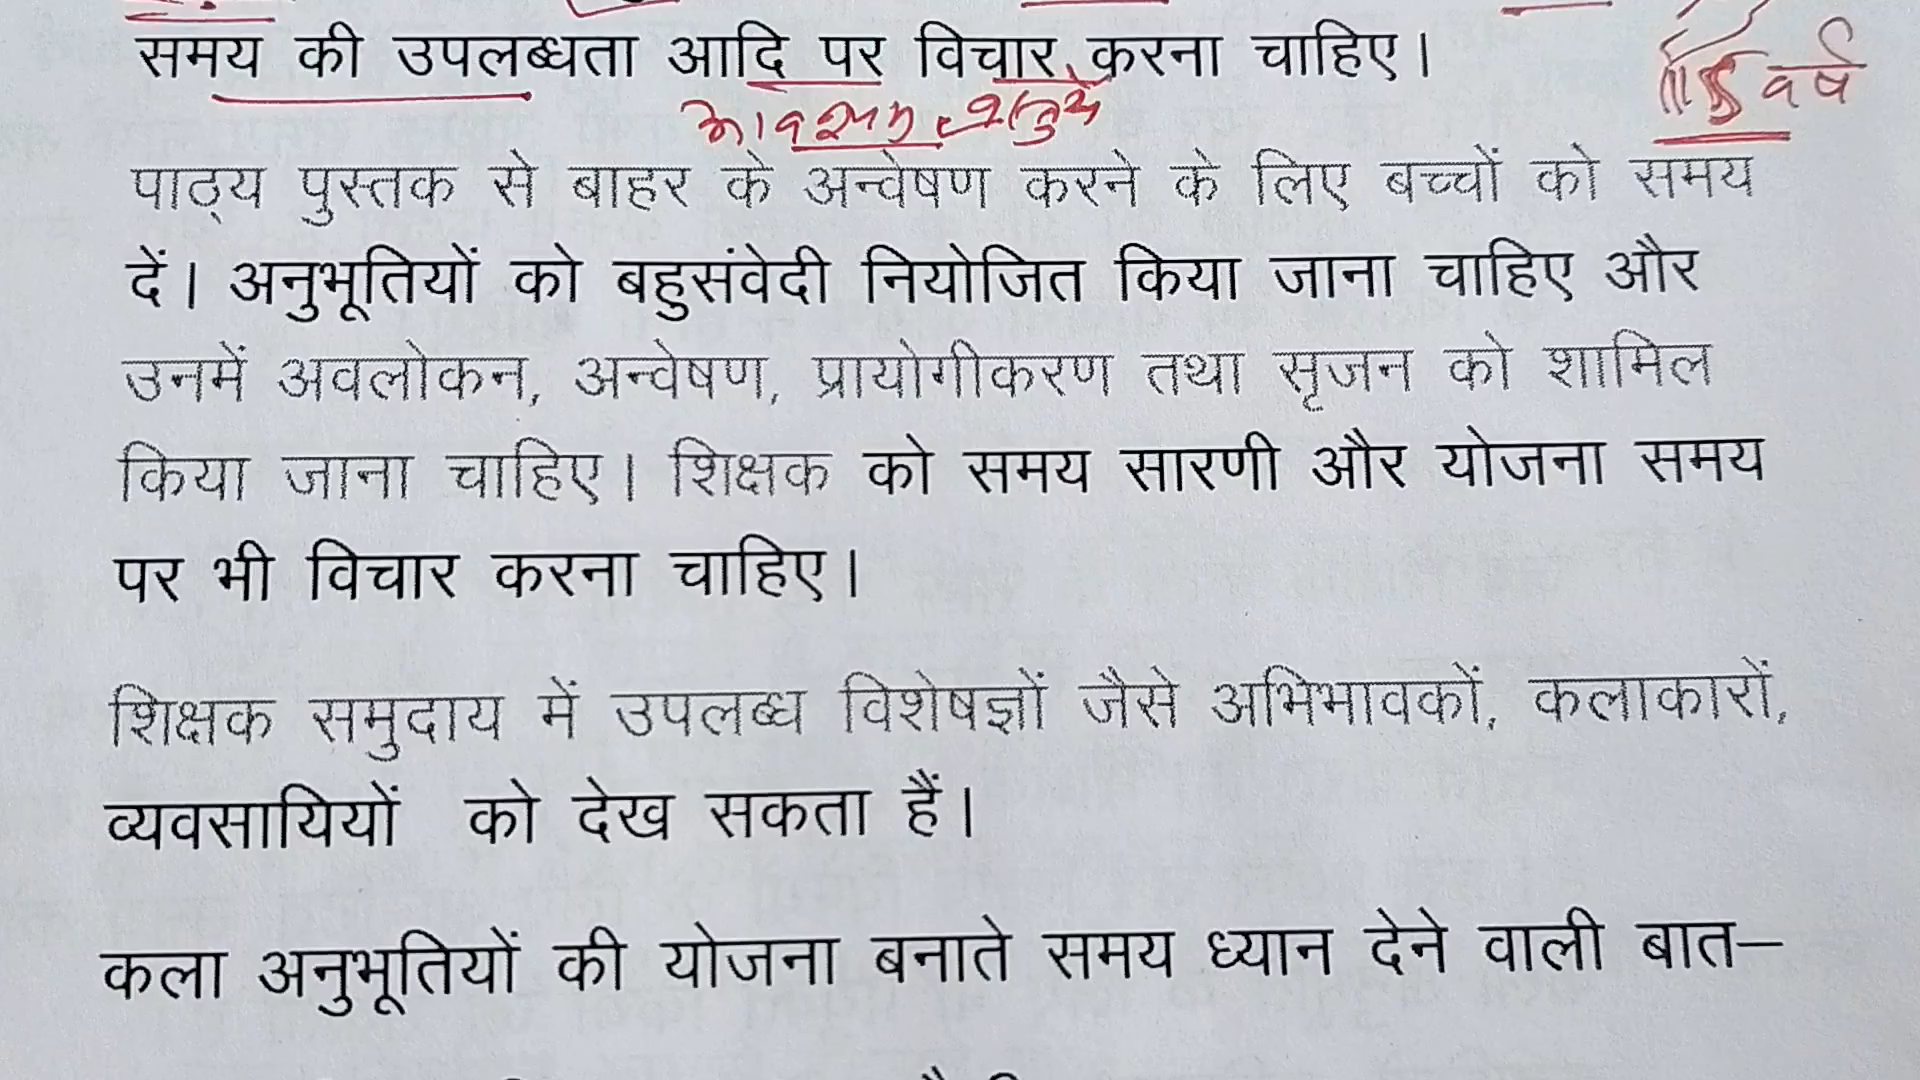 समय की उपलब्धता आदि पर विचार करना चाहिए।
वर्ष
पाठ्य पुस्तक से बाहर के अन्वेषण करने के लिए बच्चों को समय
दें। अनुभूतियों को बहुसंवेदी नियोजित किया जाना चाहिए और
उनमें अवलोकन, अन्वेषण, प्रायोगीकरण तथा सृजन को शामिल
किया जाना चाहिए। शिक्षक को समय सारणी और योजना समय
पर भी विचार करना चाहिए।
शिक्षक समुदाय में उपलब्ध विशेषज्ञों जैसे अभिभावकों, कलाकारों,
व्यवसायियों को देख सकता हैं।
कला अनुभूतियों की योजना बनाते समय ध्यान देने वाली बात–